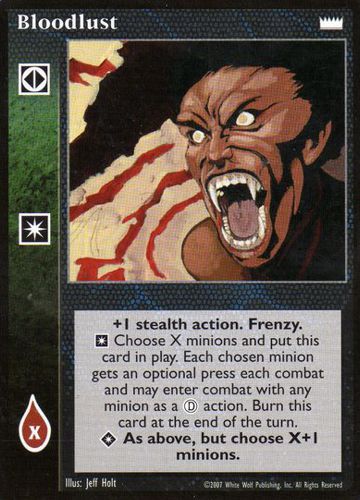 Bloodlust
+1 stealth action. Frenzy.
Choose X minions and put this
card in play. Each chosen minion
gets an optional press each combat
and may enter combat with any
minion as a Ⓓ action. Burn this
card at the end of the turn.
As above, but choose X+1
minions.
X
Illus: Jeff Holt
©2007 White Wolf Publishing, Inc. All Rights Reserved